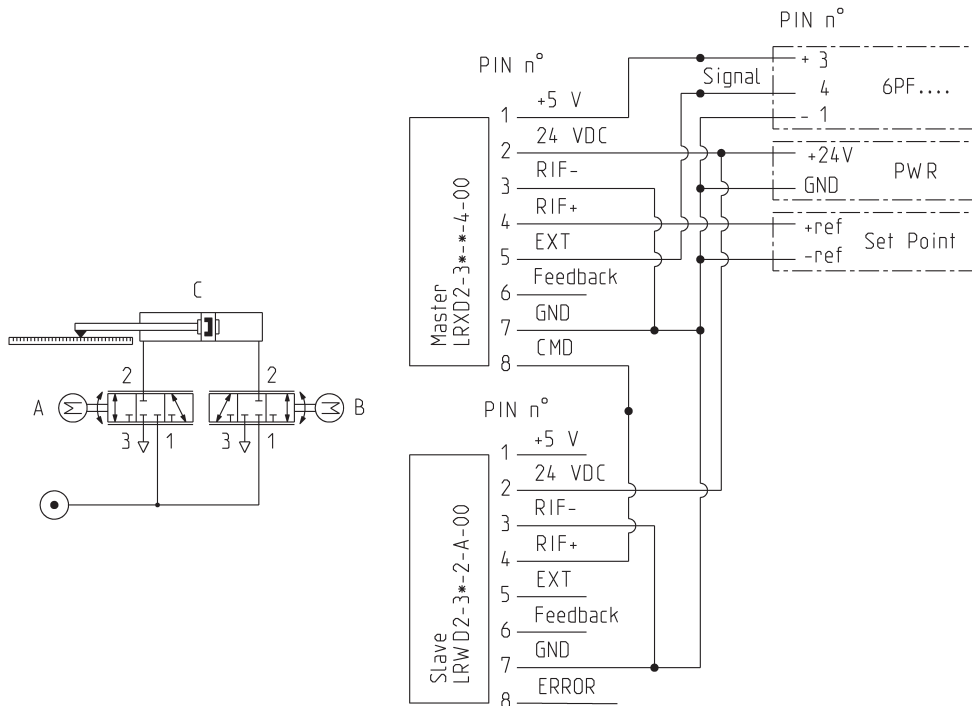 C
2
2
A
M
M
B
3
1
3
1
PIN n°
Master
LRXD2-3*-*-4-00
1 +5 V
2 24 VDC
3 RIF-
4 RIF+
5 EXT
6 Feedback
7 GND
8 CMD
PIN n°
Slave
LRWD2-3*-2-A-00
1 +5 V
2 24 VDC
3 RIF-
4 RIF+
5 EXT
6 Feedback
7 GND
8 ERROR
PIN n°
+ 3
Signal 4 6PF....
- 1
+24V PWR
GND
+ref Set Point
-ref